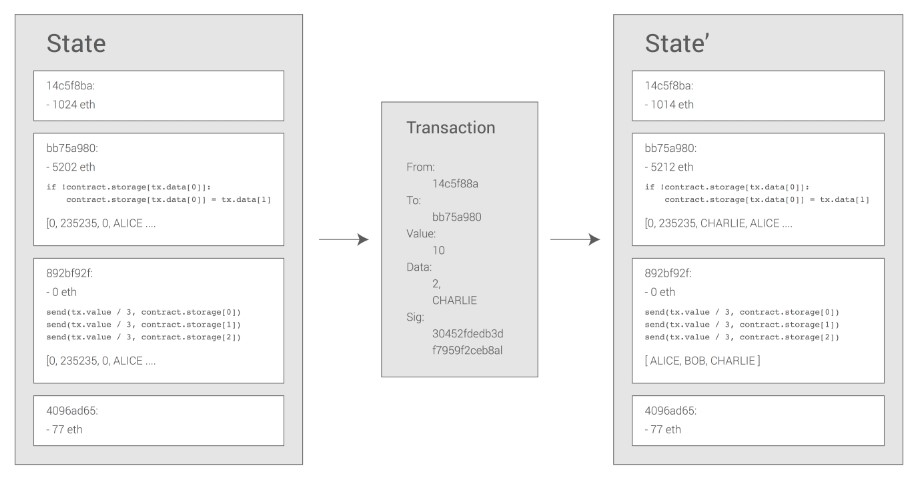 State
14c5f8ba:
- 1024 eth
bb75a980:
- 5202 eth
if !contract.storage[tx.data[0]]:
contract.storage[tx.data[0]] = tx.data[1]
[0, 235235, 0, ALICE ....
892bf92f:
- 0 eth
send(tx.value / 3, contract.storage[0])
send(tx.value / 3, contract.storage[1])
send(tx.value / 3, contract.storage[2])
[0, 235235, 0, ALICE ....
4096ad65:
- 77 eth
Transaction
From:
14c5f88a
To:
bb75a980
Value:
10
Data:
2,
CHARLIE
Sig:
30452fdedb3d
f7959f2ceb8a1
State’
14c5f8ba:
- 1014 eth
bb75a980:
- 5212 eth
if !contract.storage[tx.data[0]]:
contract.storage[tx.data[0]] = tx.data[1]
[0, 235235, CHARLIE, ALICE ....
892bf92f:
- 0 eth
send(tx.value / 3, contract.storage[0])
send(tx.value / 3, contract.storage[1])
send(tx.value / 3, contract.storage[2])
[ ALICE, BOB, CHARLIE ]
4096ad65:
- 77 eth